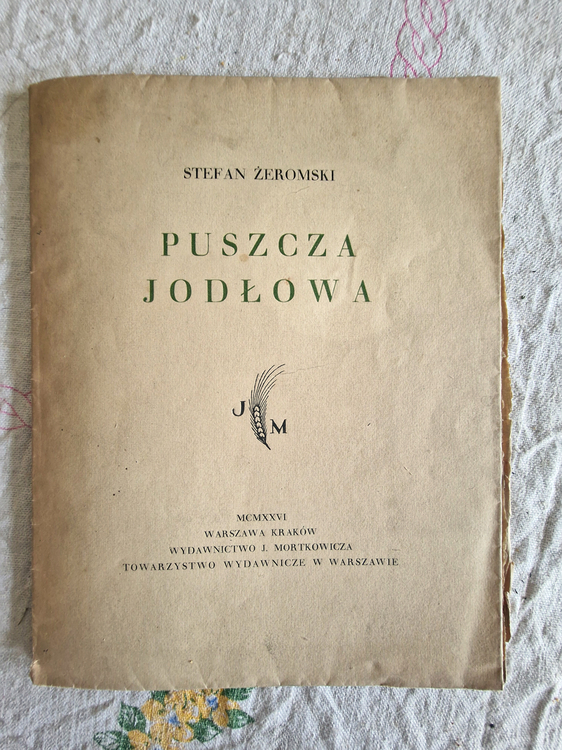 STEFAN ŻEROMSKI
PUSZCZA
JODŁOWA
J M
MCMXXVI
WARSZAWA KRAKÓW
WYDAWNICTWO J. MORTKOWICZA
TOWARZYSTWO WYDAWNICZE W WARSZAWIE